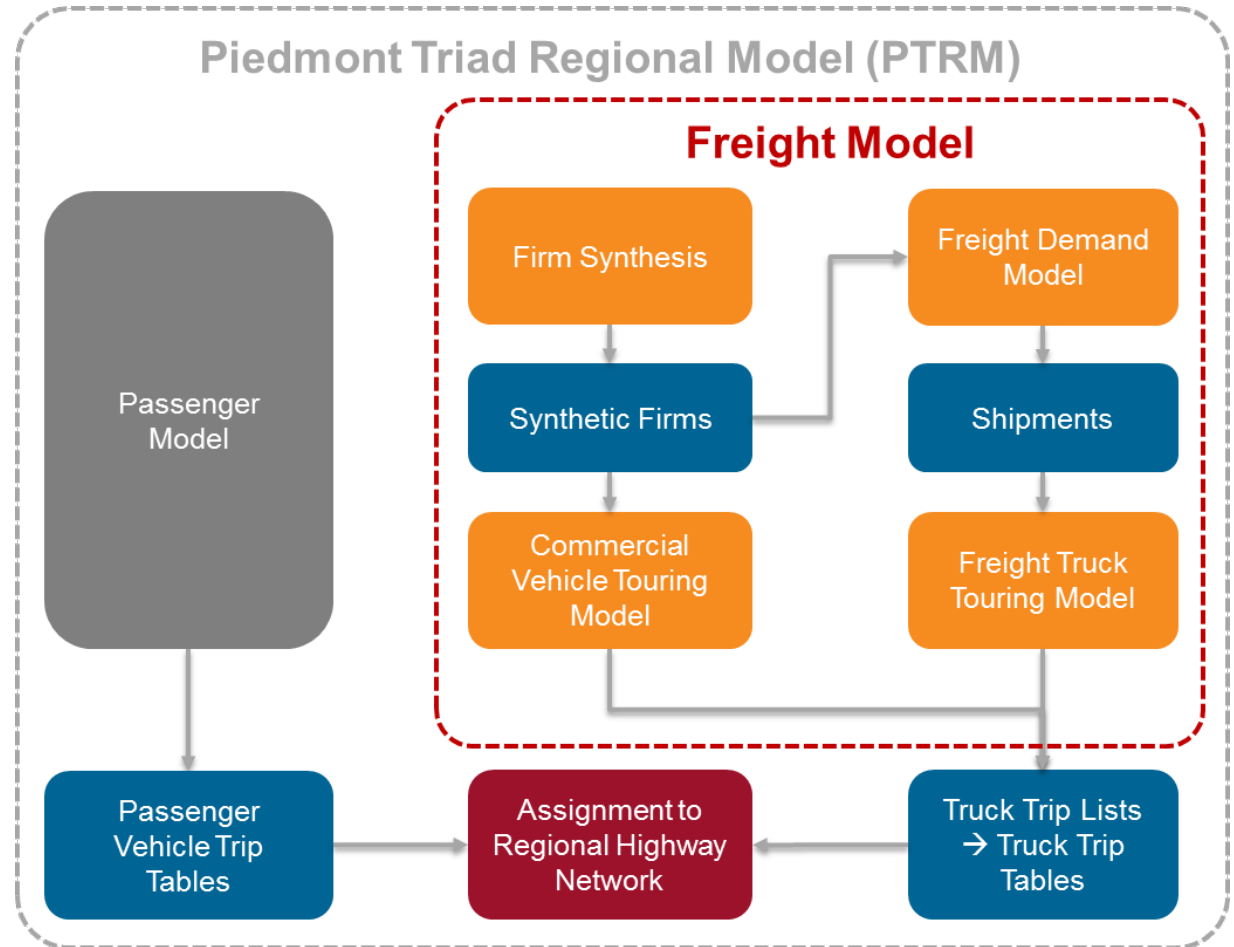 Piedmont Triad Regional Model (PTRM)
Freight Model
Firm Synthesis
Freight Demand
Model
Passenger
Model
Synthetic Firms
Shipments
Commercial
Vehicle Touring
Model
Freight Truck
Touring Model
Passenger
Vehicle Trip
Tables
Assignment to
Regional Highway
Network
Truck Trip Lists
→ Truck Trip
Tables